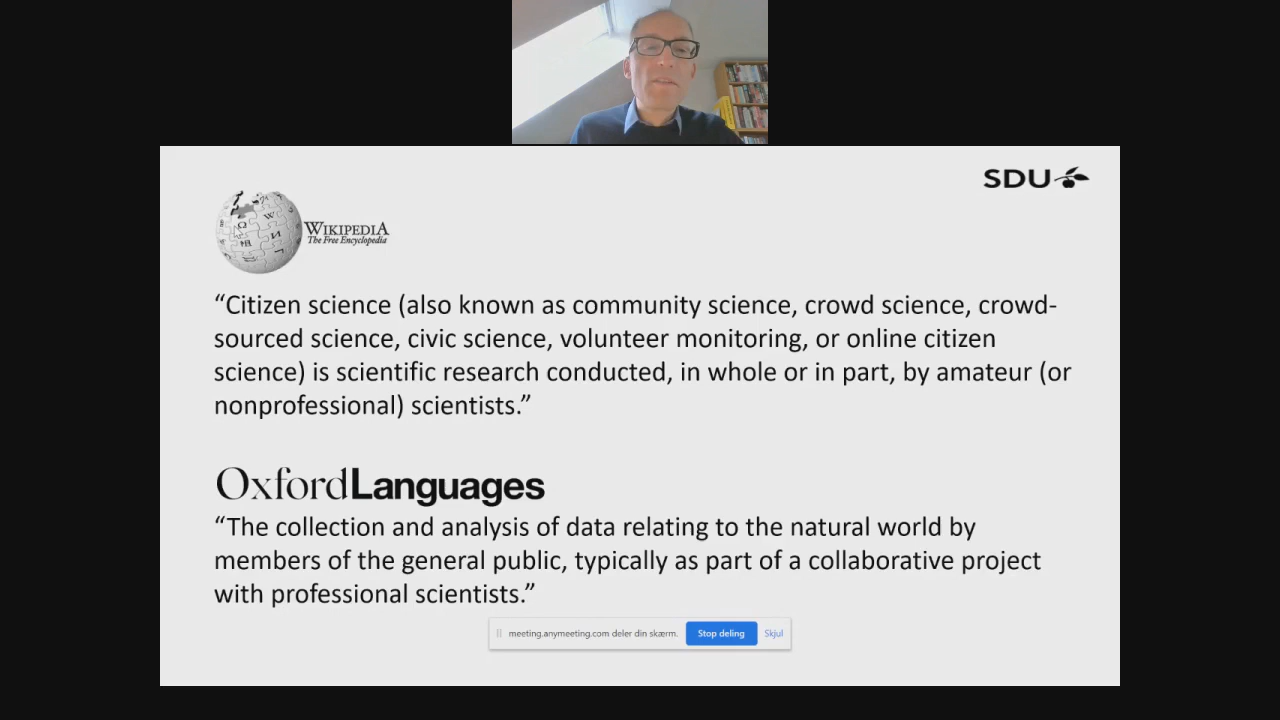 SDU
WIKIPEDIA
The Free Encyclopedia
“Citizen science (also known as community science, crowd science, crowd-
sourced science, civic science, volunteer monitoring, or online citizen
science) is scientific research conducted, in whole or in part, by amateur (or
nonprofessional) scientists.”
OxfordLanguages
“The collection and analysis of data relating to the natural world by
members of the general public, typically as part of a collaborative project
with professional scientists.”
meeting.anymeeting.com deler din skærm. Stop deling Skjul